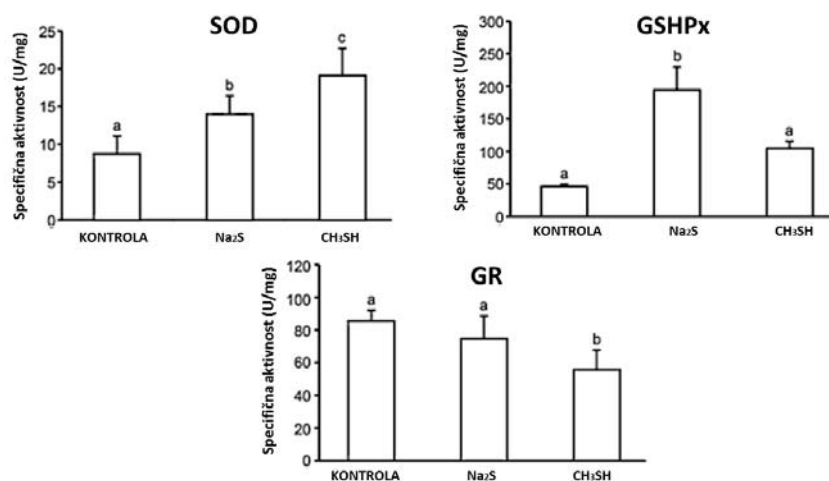 SOD
Specifična aktivnost (U/mg)
25
20
15
10
5
0
a
b
c
KONTROLA Na₂S CH₃SH
GSHPx
Specifična aktivnost (U/mg)
300
250
200
150
100
50
0
a
b
a
KONTROLA Na₂S CH₃SH
GR
Specifična aktivnost (U/mg)
120
100
80
60
40
20
0
a
a
b
KONTROLA Na₂S CH₃SH